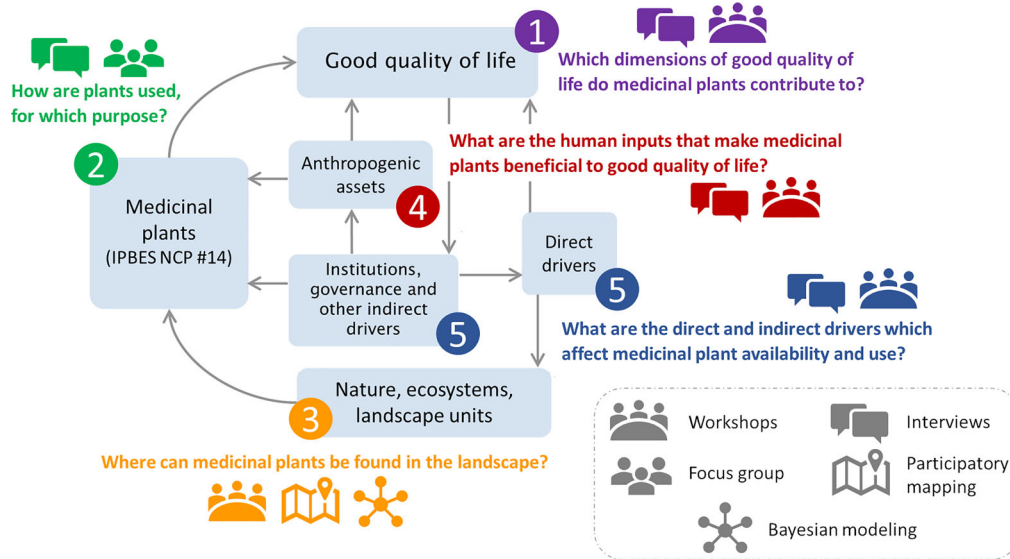 1
Good quality of life
Which dimensions of good quality of
life do medicinal plants contribute to?
How are plants used,
for which purpose?
What are the human inputs that make medicinal
plants beneficial to good quality of life?
2
Anthropogenic
assets
4
Medicinal
plants
(IPBES NCP #14)
Direct
drivers
5
Institutions,
governance and
other indirect
drivers
5
What are the direct and indirect drivers which
affect medicinal plant availability and use?
Nature, ecosystems,
landscape units
3
Where can medicinal plants be found in the landscape?
Workshops
Interviews
Focus group
Participatory
mapping
Bayesian modeling